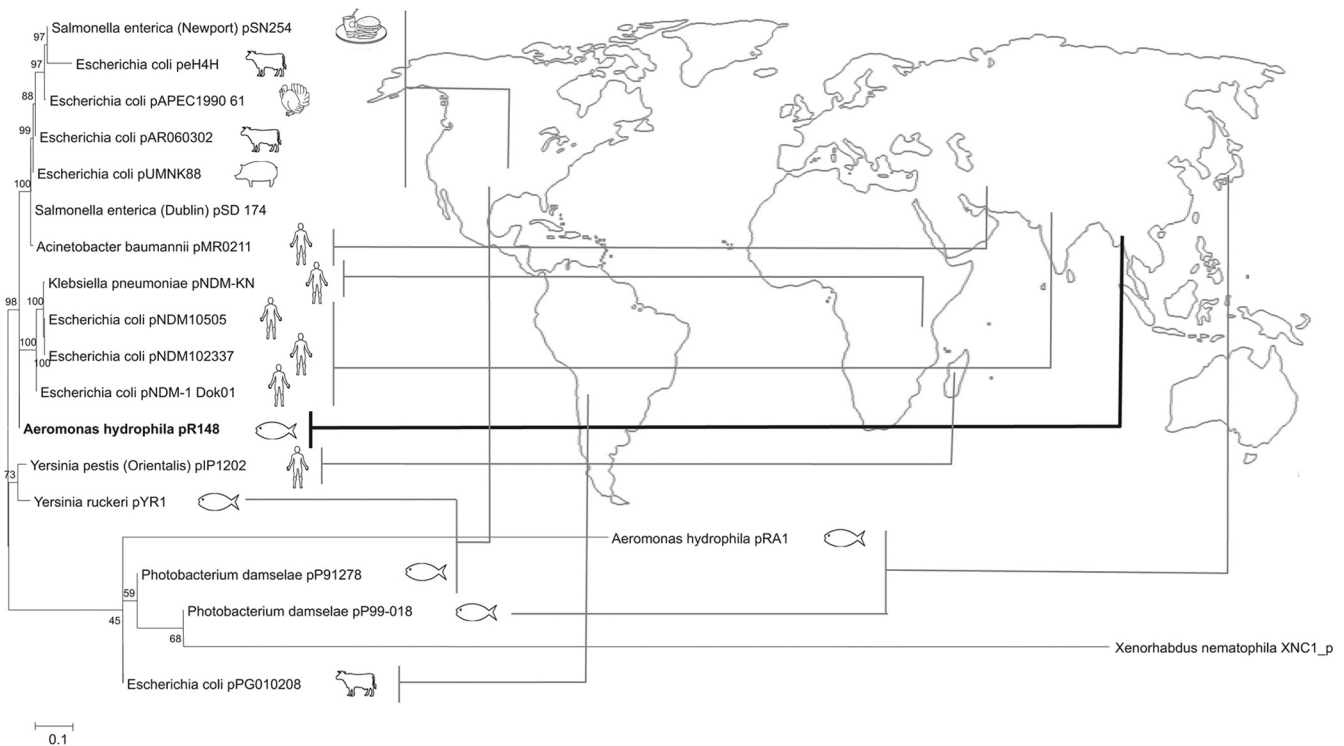 Salmonella enterica (Newport) pSN254
97
Escherichia coli peH4H
97
Escherichia coli pAPEC1990 61
88
Escherichia coli pAR060302
99
Escherichia coli pUMNK88
100
Salmonella enterica (Dublin) pSD 174
Acinetobacter baumannii pMR0211
Klebsiella pneumoniae pNDM-KN
98
100
Escherichia coli pNDM10505
100
Escherichia coli pNDM102337
100
Escherichia coli pNDM-1 Dok01
Aeromonas hydrophila pR148
Yersinia pestis (Orientalis) pIP1202
73
Yersinia ruckeri pYR1
Aeromonas hydrophila pRA1
Photobacterium damselae pP91278
59
Photobacterium damselae pP99-018
45
68
Xenorhabdus nematophila XNC1_p
Escherichia coli pPG010208
0.1